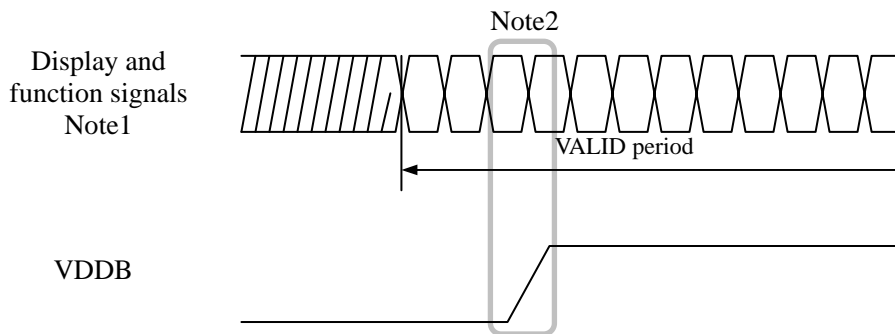 Note2
Display and
function signals
Note1
VALID period
VDDB